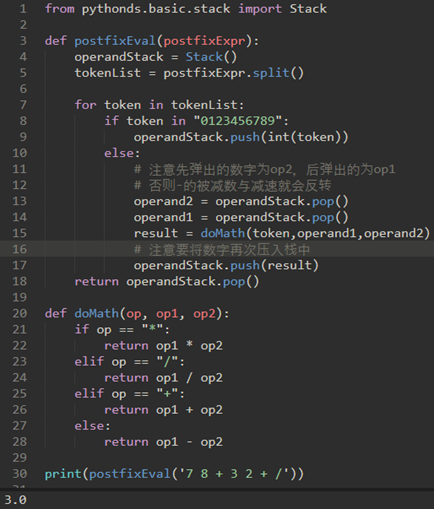 1 from pythonds.basic.stack import Stack
2
3 def postfixEval(postfixExpr):
4     operandStack = Stack()
5     tokenList = postfixExpr.split()
6
7     for token in tokenList:
8         if token in "0123456789":
9             operandStack.push(int(token))
10         else:
11             # 注意先弹出的数字为op2，后弹出的为op1
12             # 否则-的被减数与减速就会反转
13             operand2 = operandStack.pop()
14             operand1 = operandStack.pop()
15             result = doMath(token,operand1,operand2)
16             # 注意要将数字再次压入栈中
17             operandStack.push(result)
18     return operandStack.pop()
19
20 def doMath(op, op1, op2):
21     if op == "*":
22         return op1 * op2
23     elif op == "/":
24         return op1 / op2
25     elif op == "+":
26         return op1 + op2
27     else:
28         return op1 - op2
29
30 print(postfixEval('7 8 + 3 2 + /'))
3.0